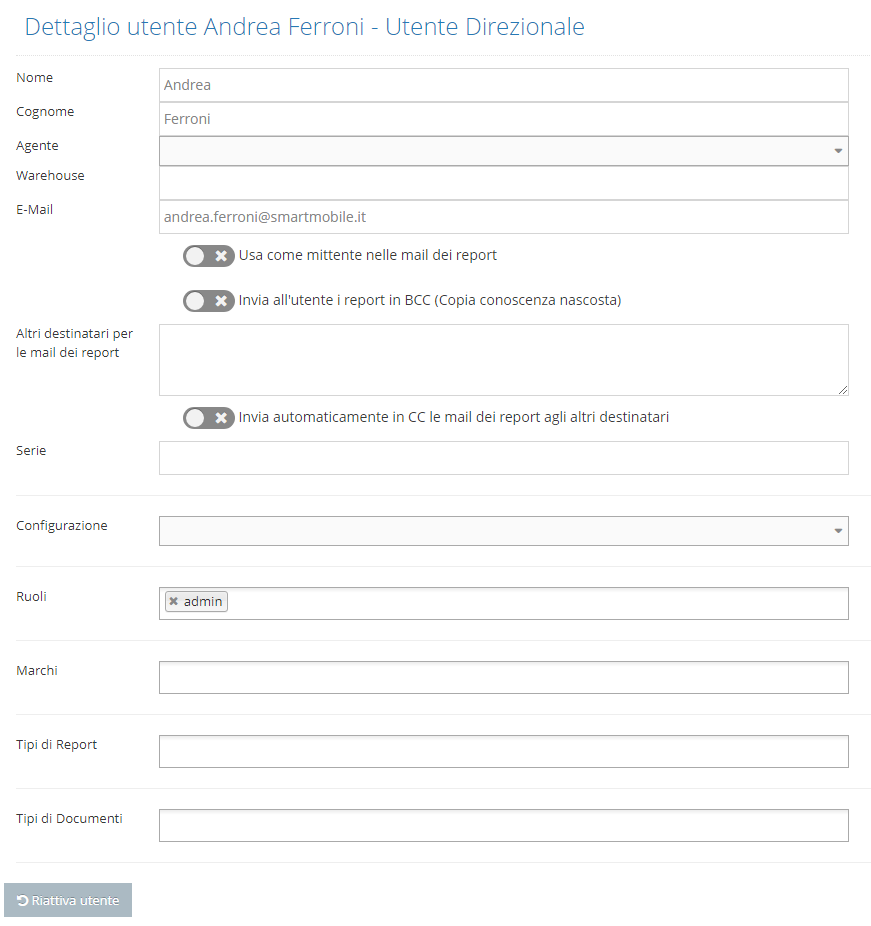 Dettaglio utente Andrea Ferroni - Utente Direzionale
Nome
Andrea
Cognome
Ferroni
Agente
Warehouse
E-Mail
andrea.ferroni@smartmobile.it
Usa come mittente nelle mail dei report
Invia all'utente i report in BCC (Copia conoscenza nascosta)
Altri destinatari per
le mail dei report
Invia automaticamente in CC le mail dei report agli altri destinatari
Serie
Configurazione
Ruoli
admin
Marchi
Tipi di Report
Tipi di Documenti
Riattiva utente